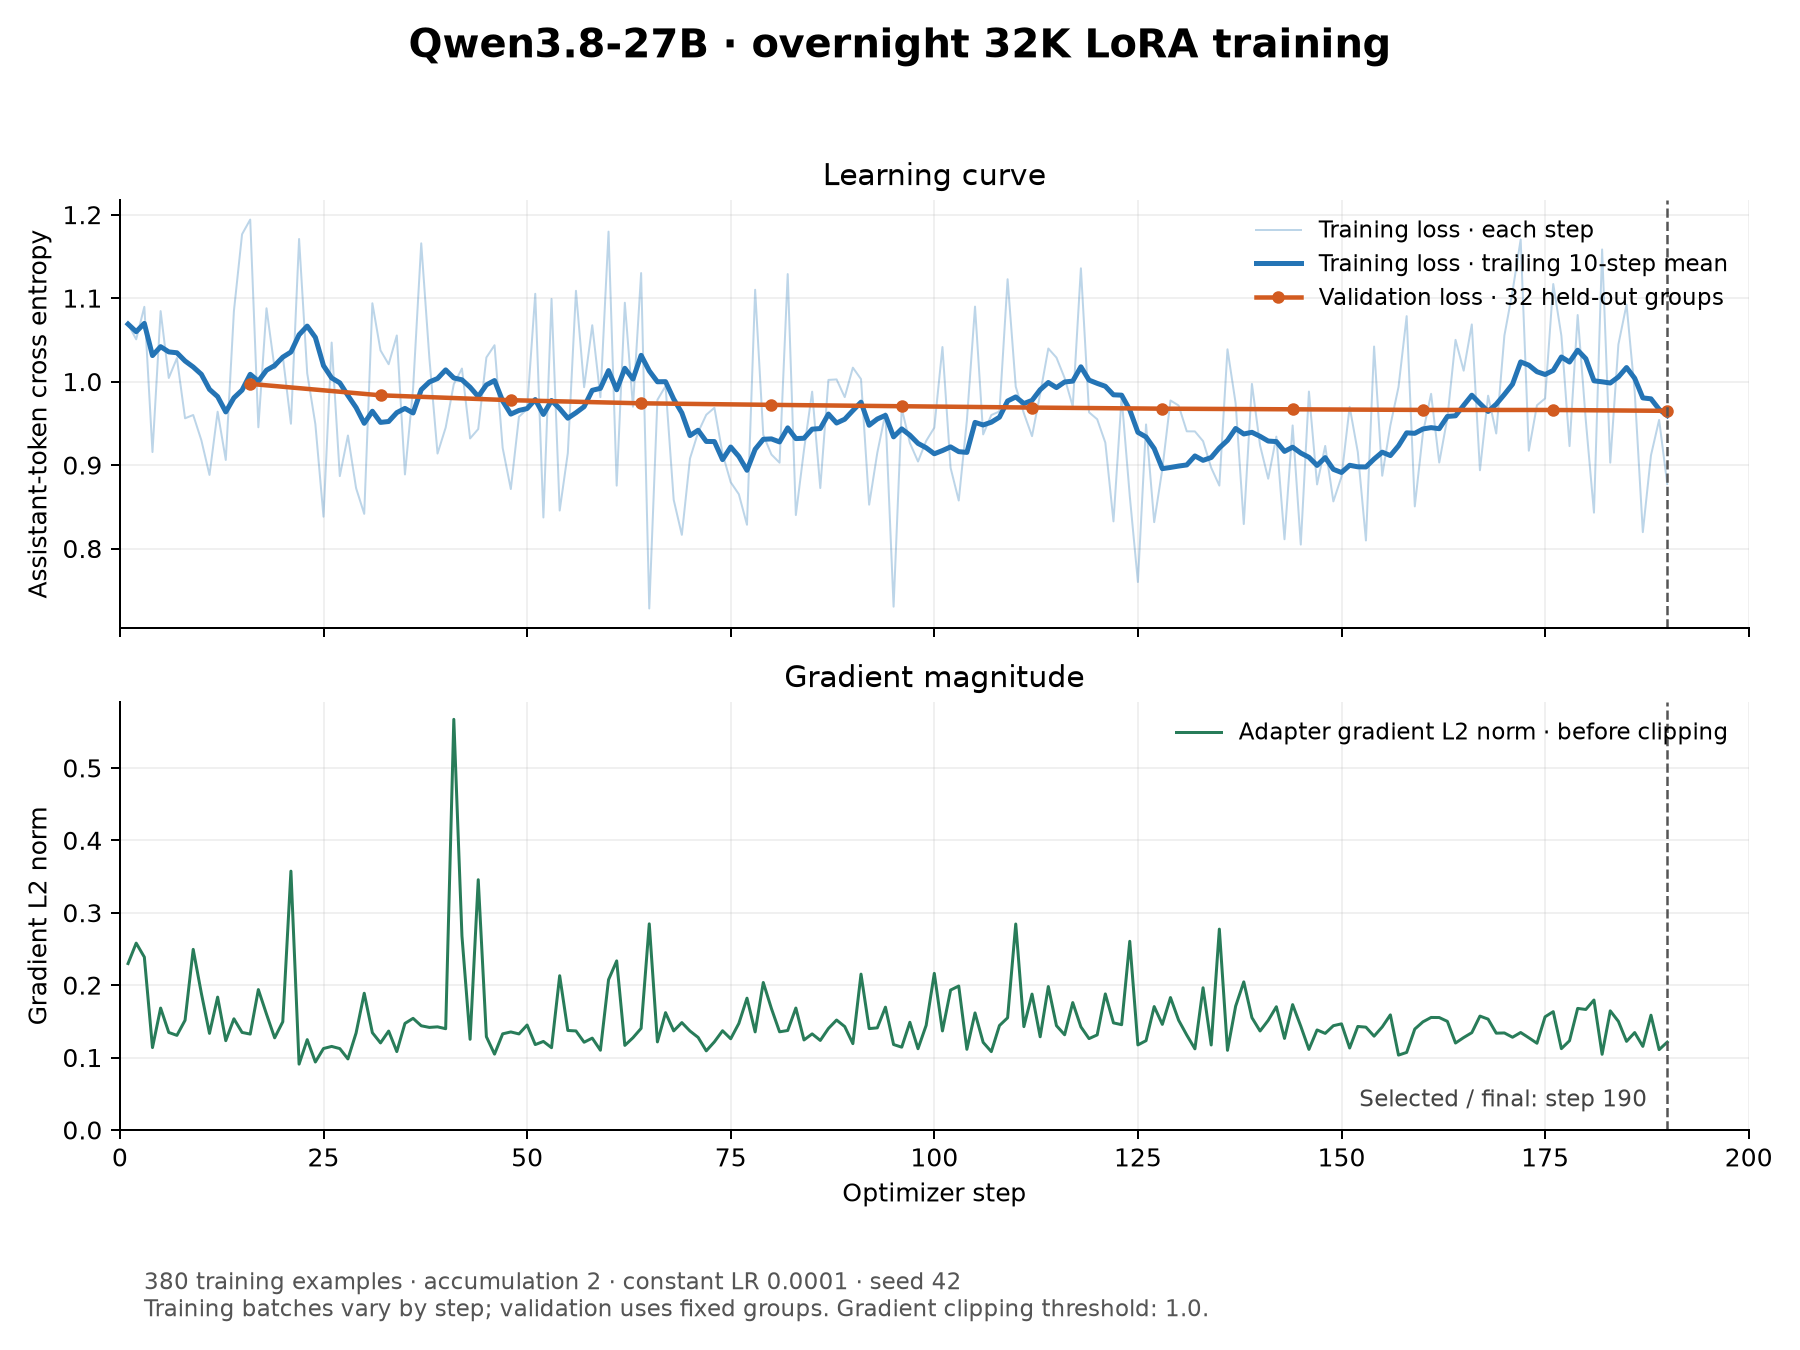 Qwen3.8-27B · overnight 32K LoRA training
Learning curve
Assistant-token cross entropy
1.2
1.1
1.0
0.9
0.8
Training loss · each step
Training loss · trailing 10-step mean
Validation loss · 32 held-out groups
Gradient magnitude
Gradient L2 norm
0.5
0.4
0.3
0.2
0.1
0.0
Adapter gradient L2 norm · before clipping
Selected / final: step 190
0 25 50 75 100 125 150 175 200
Optimizer step
380 training examples · accumulation 2 · constant LR 0.0001 · seed 42
Training batches vary by step; validation uses fixed groups. Gradient clipping threshold: 1.0.